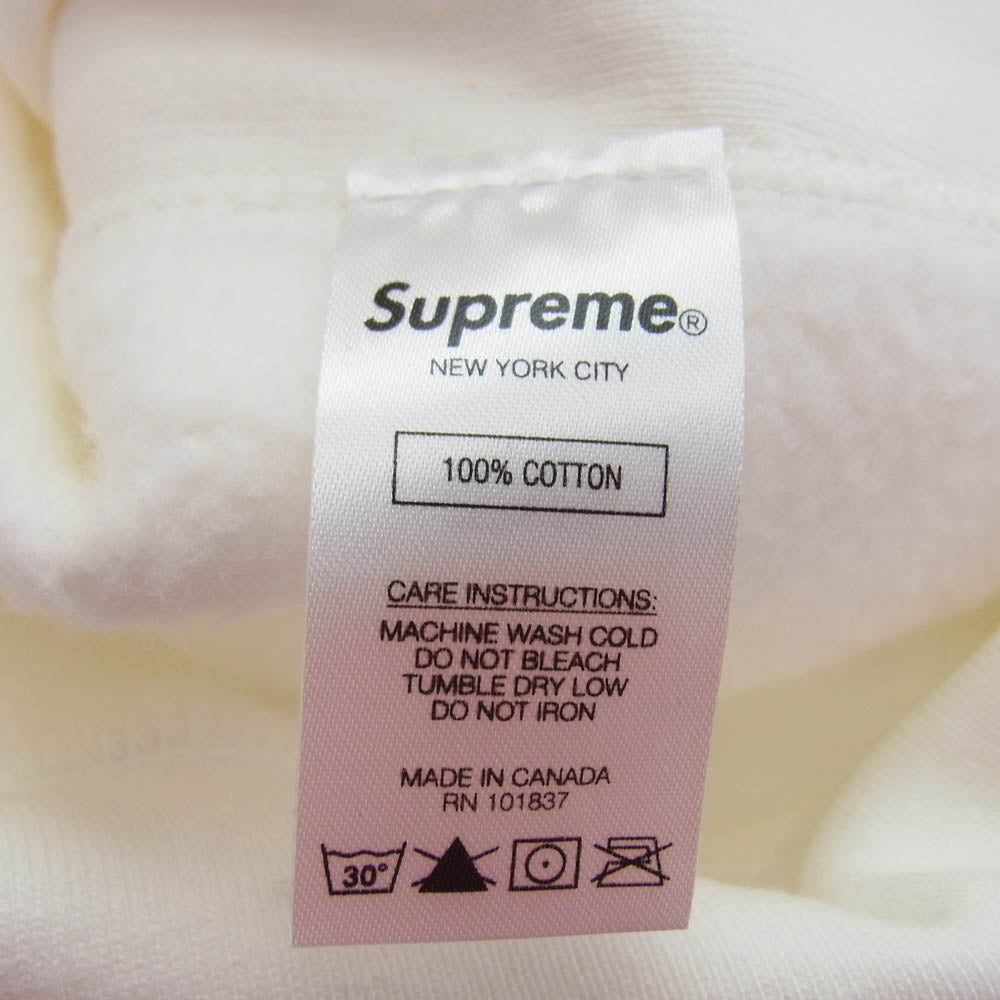 Supreme®
NEW YORK CITY
100% COTTON
CARE INSTRUCTIONS:
MACHINE WASH COLD
DO NOT BLEACH
TUMBLE DRY LOW
DO NOT IRON
MADE IN CANADA
RN 101837
30°